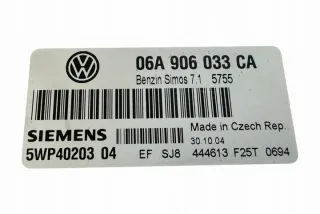 06A 906 033 CA
Benzin Simos 7.1 5755
Made in Czech Rep.
SIEMENS 30.10.04
5WP40203 04 EF SJ8 444613 F25T 0694